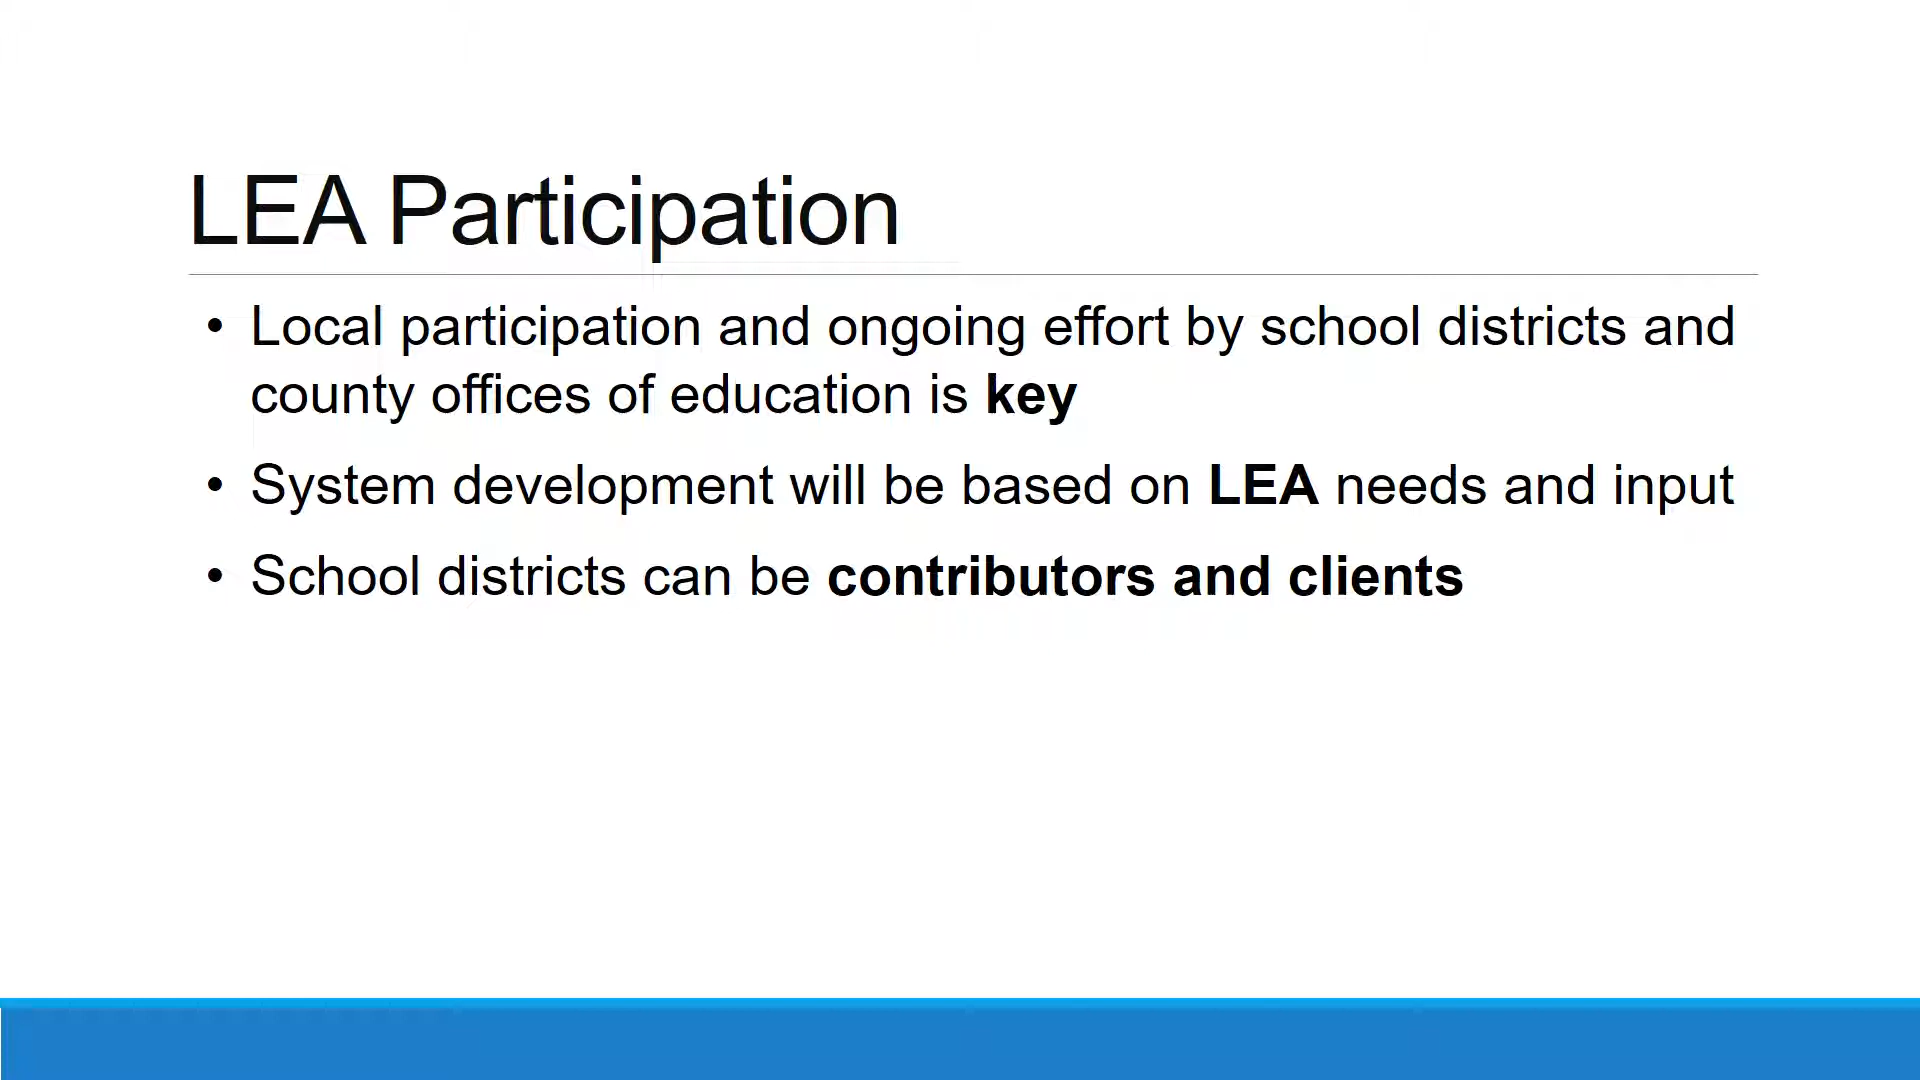 LEA Participation
• Local participation and ongoing effort by school districts and
county offices of education is key
• System development will be based on LEA needs and input
• School districts can be contributors and clients